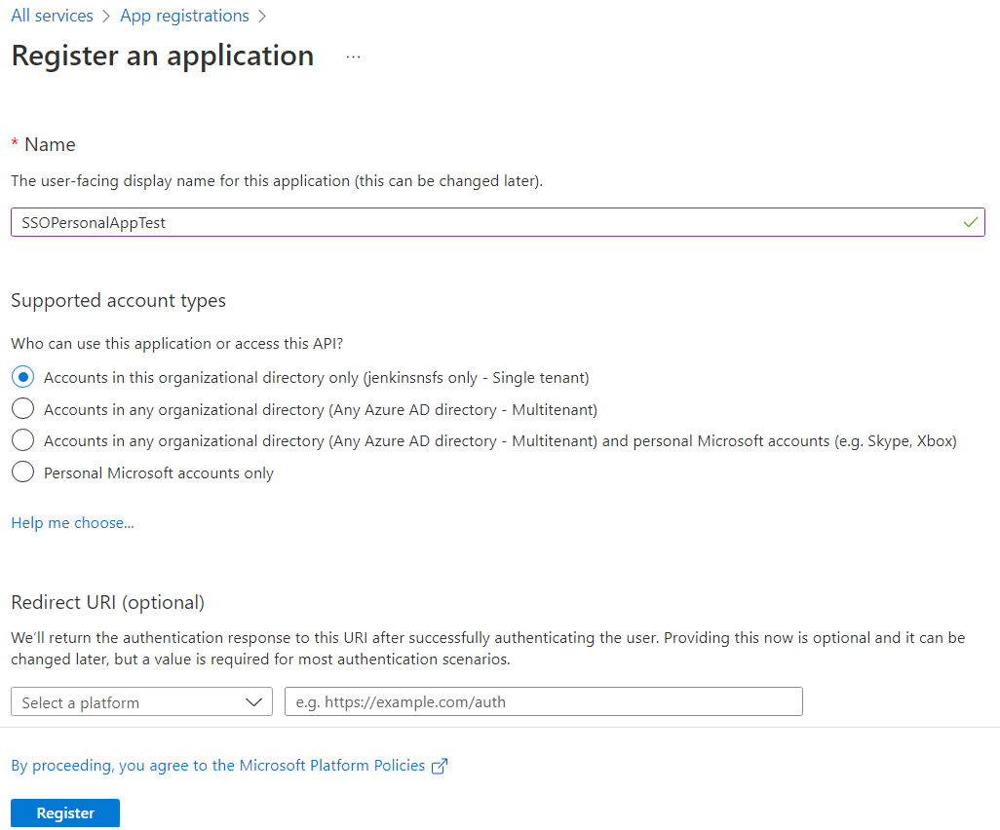 All services > App registrations >
Register an application ...
* Name
The user-facing display name for this application (this can be changed later).
SSOPersonalAppTest
Supported account types
Who can use this application or access this API?
Accounts in this organizational directory only (jenkinsnsfs only - Single tenant)
Accounts in any organizational directory (Any Azure AD directory - Multitenant)
Accounts in any organizational directory (Any Azure AD directory - Multitenant) and personal Microsoft accounts (e.g. Skype, Xbox)
Personal Microsoft accounts only
Help me choose...
Redirect URI (optional)
We'll return the authentication response to this URI after successfully authenticating the user. Providing this now is optional and it can be
changed later, but a value is required for most authentication scenarios.
Select a platform e.g. https://example.com/auth
By proceeding, you agree to the Microsoft Platform Policies
Register